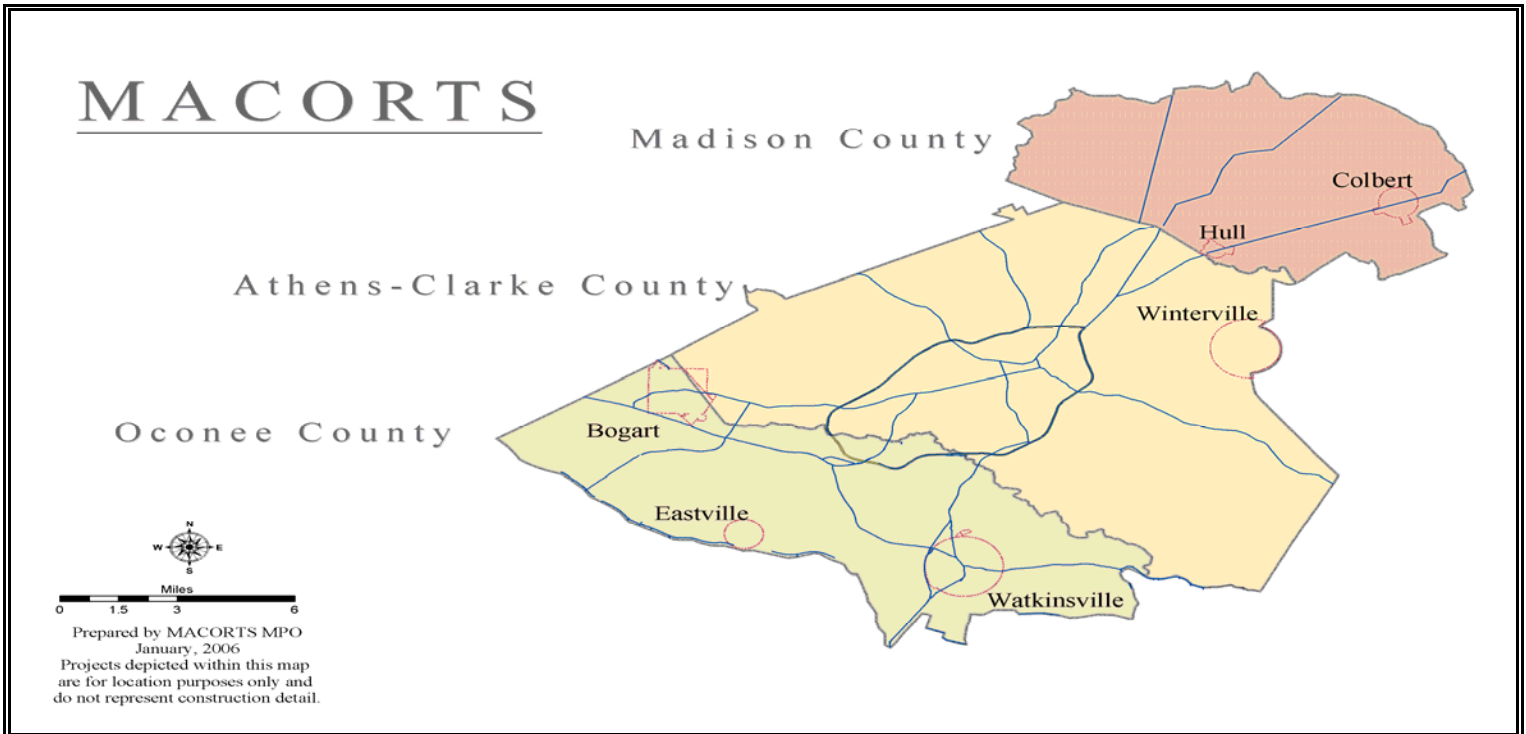 MACORTS
Madison County
Colbert
Hull
Athens-Clarke County
Winterville
Oconee County
Bogart
Eastville
Watkinsville
N
W E
S
Miles
0 1.5 3 6
Prepared by MACORTS MPO
January, 2006
Projects depicted within this map
are for location purposes only and
do not represent construction detail.